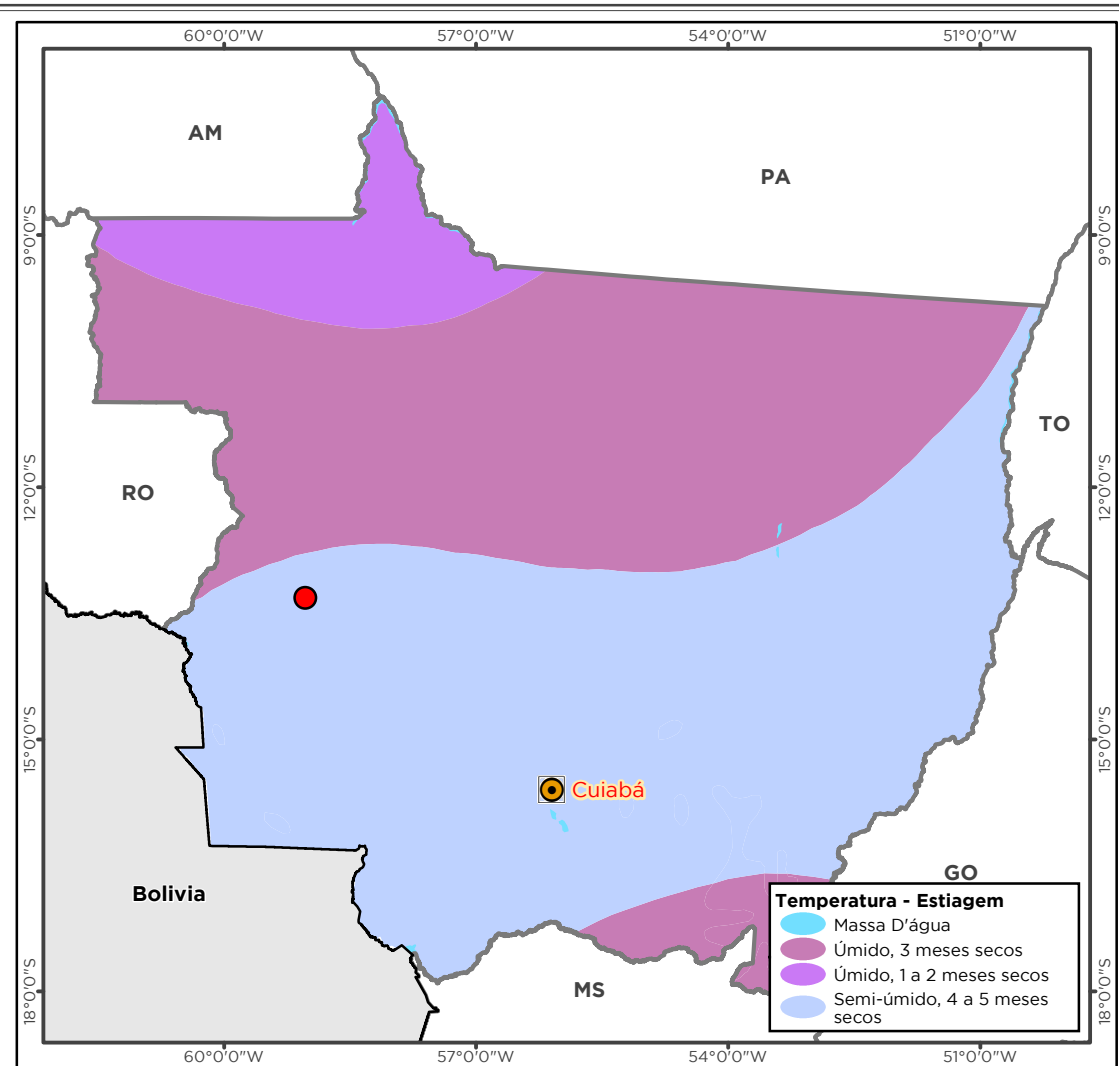 60°0'0"W 57°0'0"W 54°0'0"W 51°0'0"W
AM
PA
9°0'0"S 9°0'0"S
TO
12°0'0"S 12°0'0"S
RO
15°0'0"S 15°0'0"S
Cuiabá
GO
Bolivia
Temperatura - Estiagem
Massa D'água
Úmido, 3 meses secos
Úmido, 1 a 2 meses secos
Semi-úmido, 4 a 5 meses
secos
MS
18°0'0"S 18°0'0"S
60°0'0"W 57°0'0"W 54°0'0"W 51°0'0"W